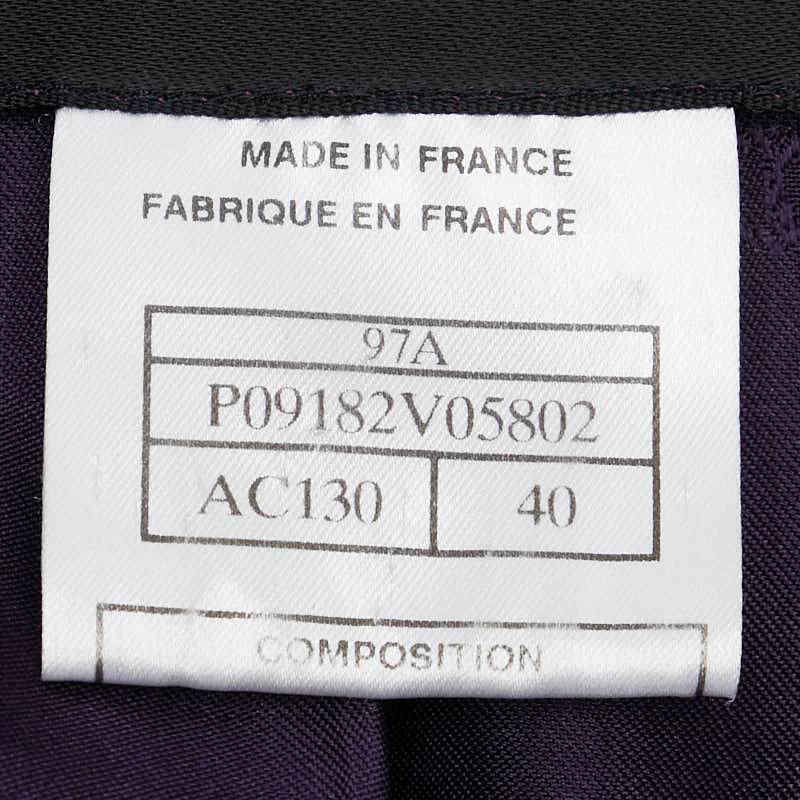 MADE IN FRANCE
FABRIQUE EN FRANCE
97A
P09182V05802
AC130 40
COMPOSITION